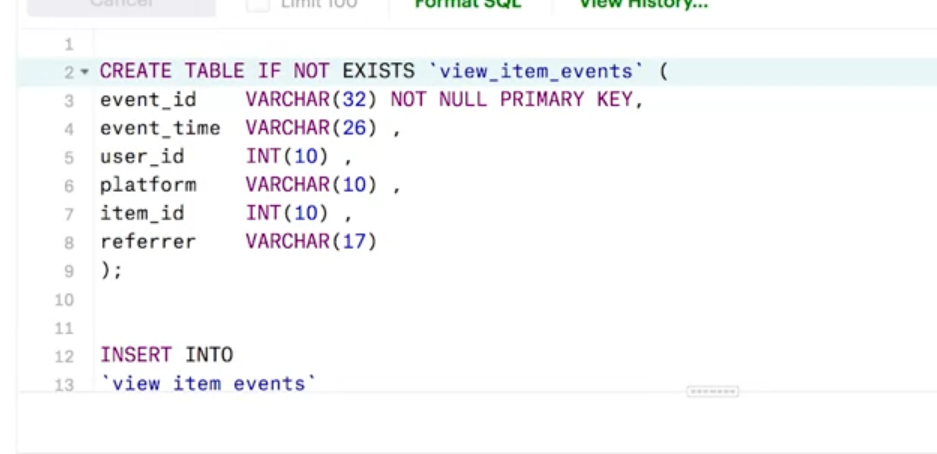 Cancel Limit 100 Format SQL View History...
1
2 CREATE TABLE IF NOT EXISTS `view_item_events` (
3 event_id VARCHAR(32) NOT NULL PRIMARY KEY,
4 event_time VARCHAR(26) ,
5 user_id INT(10) ,
6 platform VARCHAR(10) ,
7 item_id INT(10) ,
8 referrer VARCHAR(17)
9 );
10
11
12 INSERT INTO
13 `view_item_events`